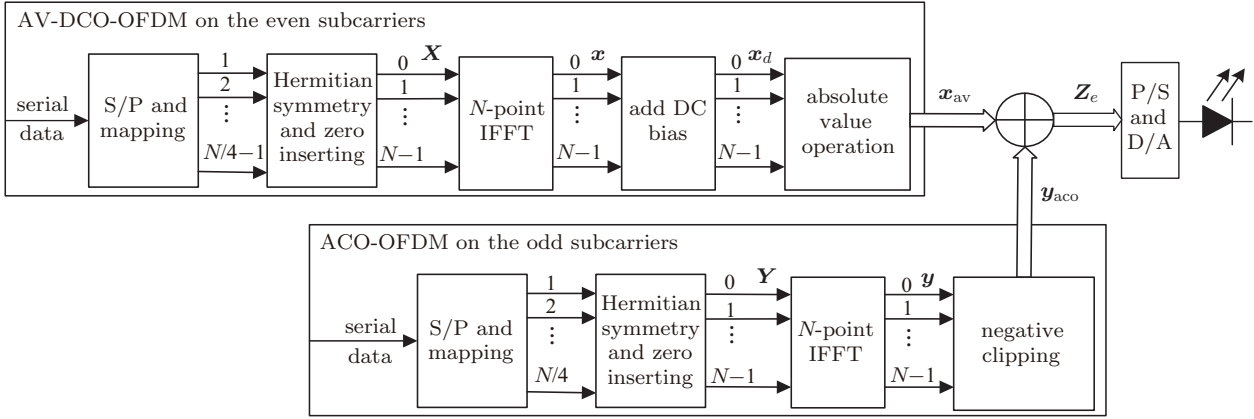 AV-DCO-OFDM on the even subcarriers
serial
data
S/P and
mapping
1
2
⋮
N/4−1
Hermitian
symmetry
and zero
inserting
0
X
1
⋮
N−1
N-point
IFFT
0
x
1
⋮
N−1
add DC
bias
0
x_d
1
⋮
N−1
absolute
value
operation
x_av
Z_e
P/S
and
D/A
y_aco
ACO-OFDM on the odd subcarriers
serial
data
S/P and
mapping
1
2
⋮
N/4
Hermitian
symmetry
and zero
inserting
0
Y
1
⋮
N−1
N-point
IFFT
0
y
1
⋮
N−1
negative
clipping